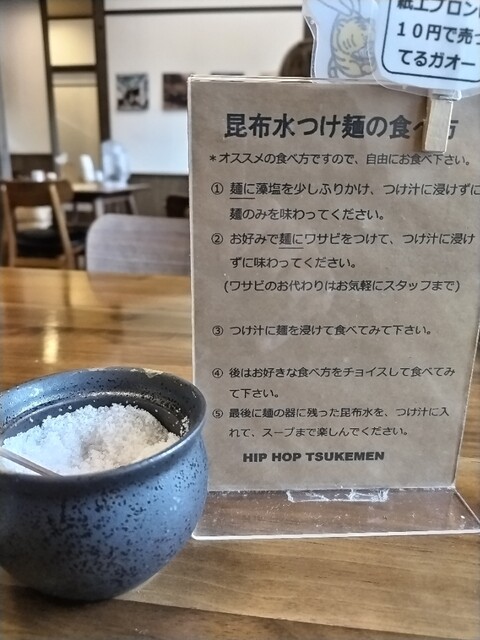 紙エプロン
10円で売っ
てるガオー
昆布水つけ麺の食べ方
＊オススメの食べ方ですので、自由にお食べ下さい。
① 麺に藻塩を少しふりかけ、つけ汁に浸けずに
麺のみを味わってください。
② お好みで麺にワサビをつけて、つけ汁に浸け
ずに味わってください。
(ワサビのお代わりはお気軽にスタッフまで)
③ つけ汁に麺を浸けて食べてみて下さい。
④ 後はお好きな食べ方をチョイスして食べてみ
て下さい。
⑤ 最後に麺の器に残った昆布水を、つけ汁に入
れて、スープまで楽しんでください。
HIP HOP TSUKEMEN